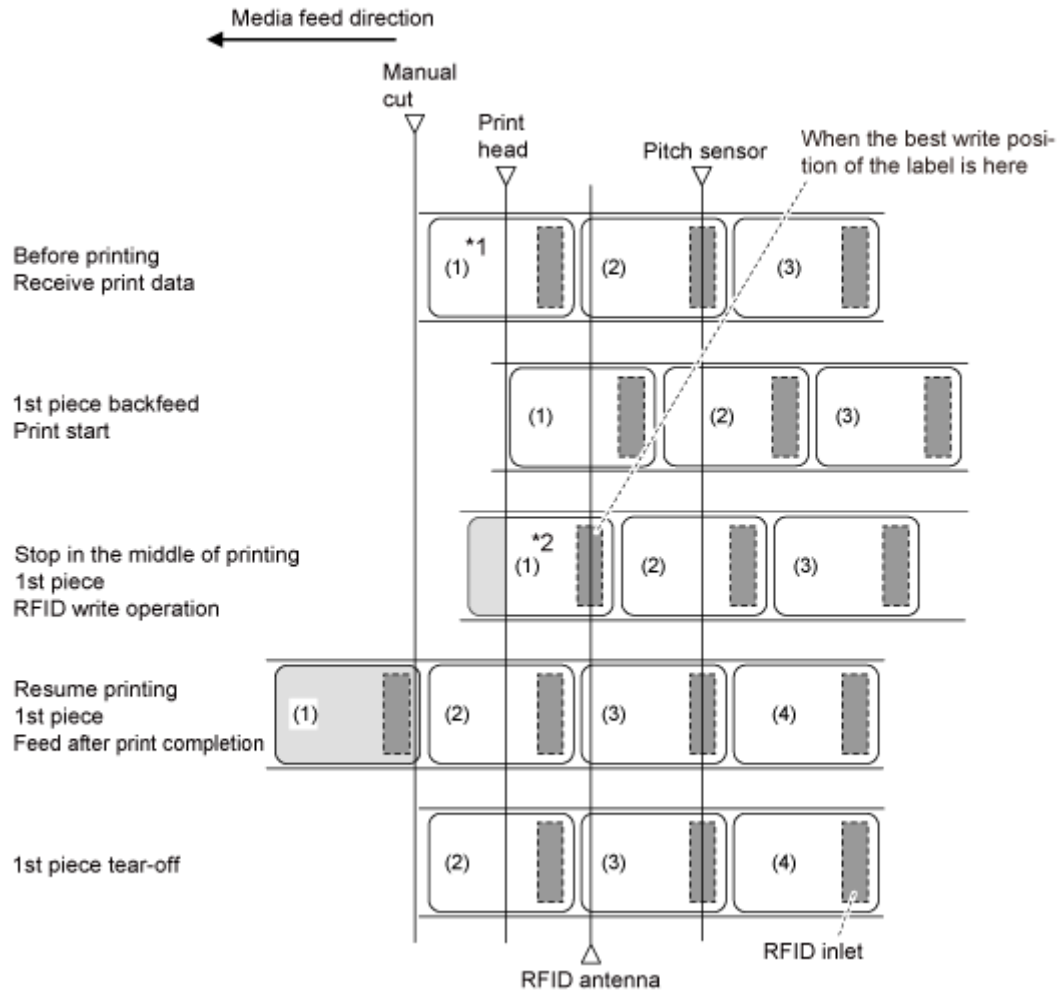 Media feed direction
Manual
cut
Print
head
Pitch sensor
When the best write posi-
tion of the label is here
Before printing
Receive print data
(1) *1
(2)
(3)
1st piece backfeed
Print start
(1)
(2)
(3)
Stop in the middle of printing
1st piece
RFID write operation
(1) *2
(2)
(3)
Resume printing
1st piece
Feed after print completion
(1)
(2)
(3)
(4)
1st piece tear-off
(2)
(3)
(4)
RFID inlet
RFID antenna